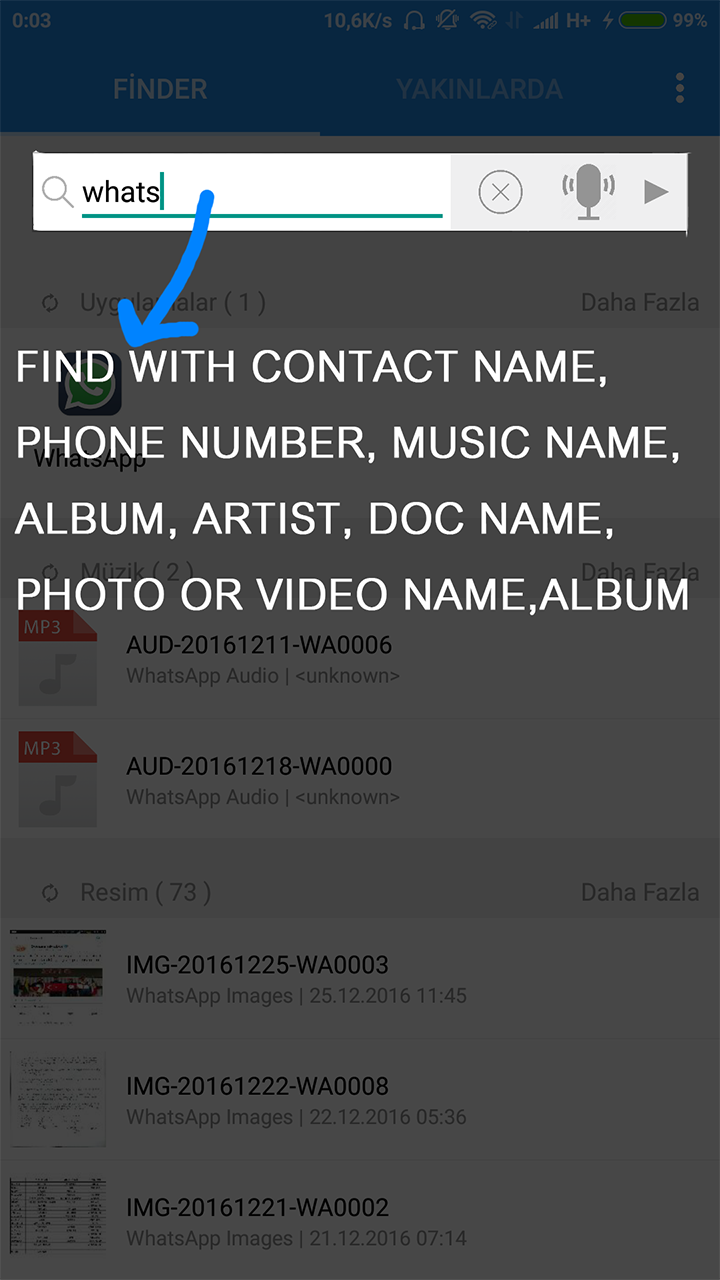 0:03 10,6K/s H+ 99%
FİNDER YAKINLARDA
whats
Uygulamalar ( 1 ) Daha Fazla
FIND WITH CONTACT NAME,
PHONE NUMBER, MUSIC NAME,
WhatsApp
ALBUM, ARTIST, DOC NAME,
Müzik ( 2 ) Daha Fazla
PHOTO OR VIDEO NAME,ALBUM
MP3
AUD-20161211-WA0006
WhatsApp Audio | <unknown>
MP3
AUD-20161218-WA0000
WhatsApp Audio | <unknown>
Resim ( 73 ) Daha Fazla
IMG-20161225-WA0003
WhatsApp Images | 25.12.2016 11:45
IMG-20161222-WA0008
WhatsApp Images | 22.12.2016 05:36
IMG-20161221-WA0002
WhatsApp Images | 21.12.2016 07:14